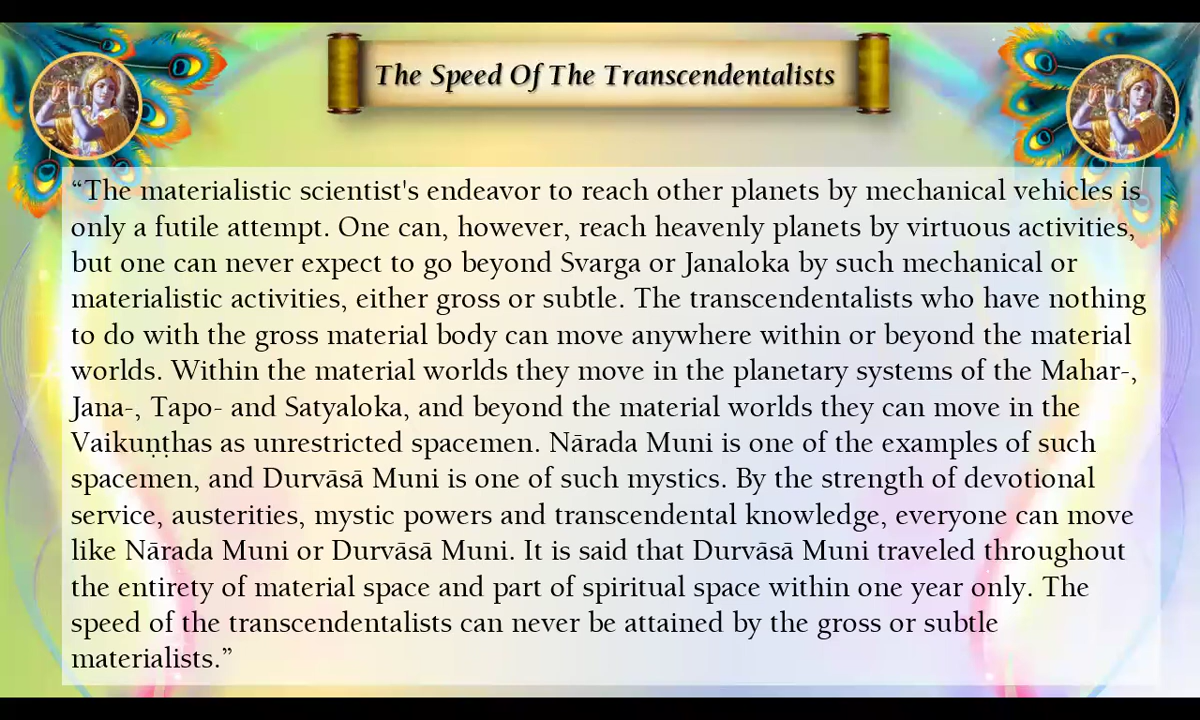 The Speed Of The Transcendentalists
“The materialistic scientist's endeavor to reach other planets by mechanical vehicles is
only a futile attempt. One can, however, reach heavenly planets by virtuous activities,
but one can never expect to go beyond Svarga or Janaloka by such mechanical or
materialistic activities, either gross or subtle. The transcendentalists who have nothing
to do with the gross material body can move anywhere within or beyond the material
worlds. Within the material worlds they move in the planetary systems of the Mahar-,
Jana-, Tapo- and Satyaloka, and beyond the material worlds they can move in the
Vaikuṇṭhas as unrestricted spacemen. Nārada Muni is one of the examples of such
spacemen, and Durvāsā Muni is one of such mystics. By the strength of devotional
service, austerities, mystic powers and transcendental knowledge, everyone can move
like Nārada Muni or Durvāsā Muni. It is said that Durvāsā Muni traveled throughout
the entirety of material space and part of spiritual space within one year only. The
speed of the transcendentalists can never be attained by the gross or subtle
materialists.”